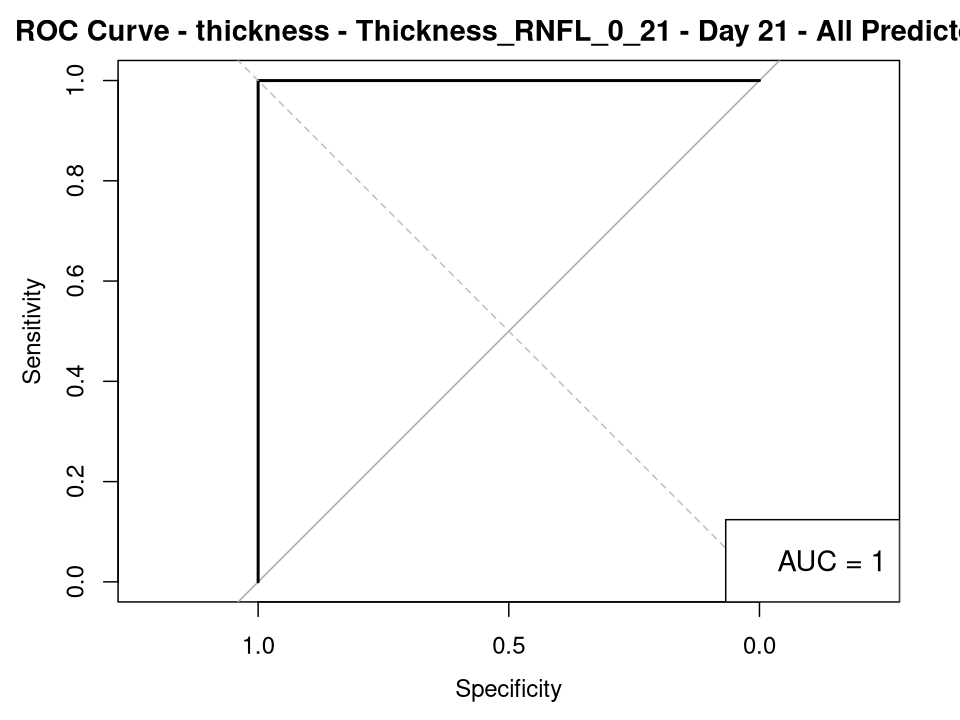 ROC Curve - thickness - Thickness_RNFL_0_21 - Day 21 - All Predict
1.0
0.8
0.6
0.4
0.2
0.0
Sensitivity
AUC = 1
1.0 0.5 0.0
Specificity